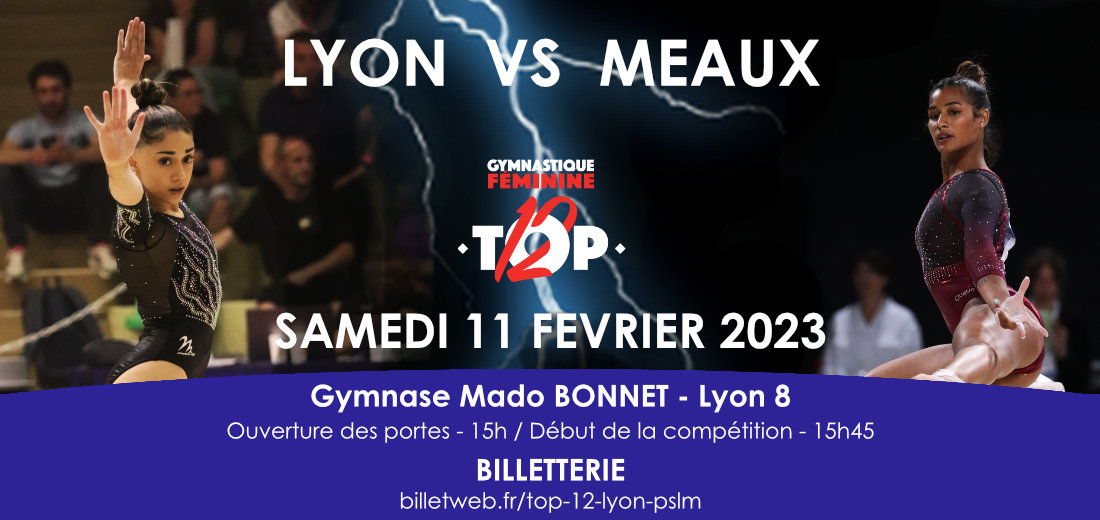 LYON VS MEAUX
GYMNASTIQUE
FÉMININE
TOP 12
SAMEDI 11 FEVRIER 2023
Gymnase Mado BONNET - Lyon 8
Ouverture des portes - 15h / Début de la compétition - 15h45
BILLETTERIE
billetweb.fr/top-12-lyon-pslm